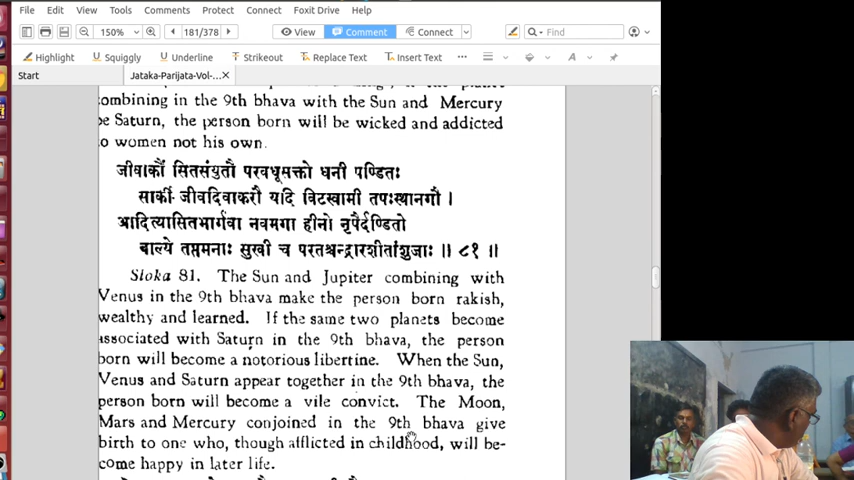 File Edit View Tools Comments Protect Connect Foxit Drive Help
150% 181/378 View Comment Connect Find
Highlight Squiggly Underline Strikeout Replace Text Insert Text
Start Jataka-Parijata-Vol-...
ombining in the 9th bhava with the Sun and Mercury
be Saturn, the person born will be wicked and addicted
o women not his own.
जीवार्कौ सितसंयुतौ परवधूसक्तो धनी पण्डितः
सार्की जीवदिवाकरौ यदि विटस्वामी तपःस्थानगौ ।
आदित्यासितभार्गवा नवमगा हीनो नृपैर्दण्डितो
बाल्ये तप्तमनाः सुखी च परतश्चन्द्रारशीतांशुजाः ॥ ८१ ॥
Sloka 81. The Sun and Jupiter combining with
Venus in the 9th bhava make the person born rakish,
wealthy and learned. If the same two planets become
associated with Saturn in the 9th bhava, the person
born will become a notorious libertine. When the Sun,
Venus and Saturn appear together in the 9th bhava, the
person born will become a vile convict. The Moon,
Mars and Mercury conjoined in the 9th bhava give
birth to one who, though afflicted in childhood, will be-
come happy in later life.